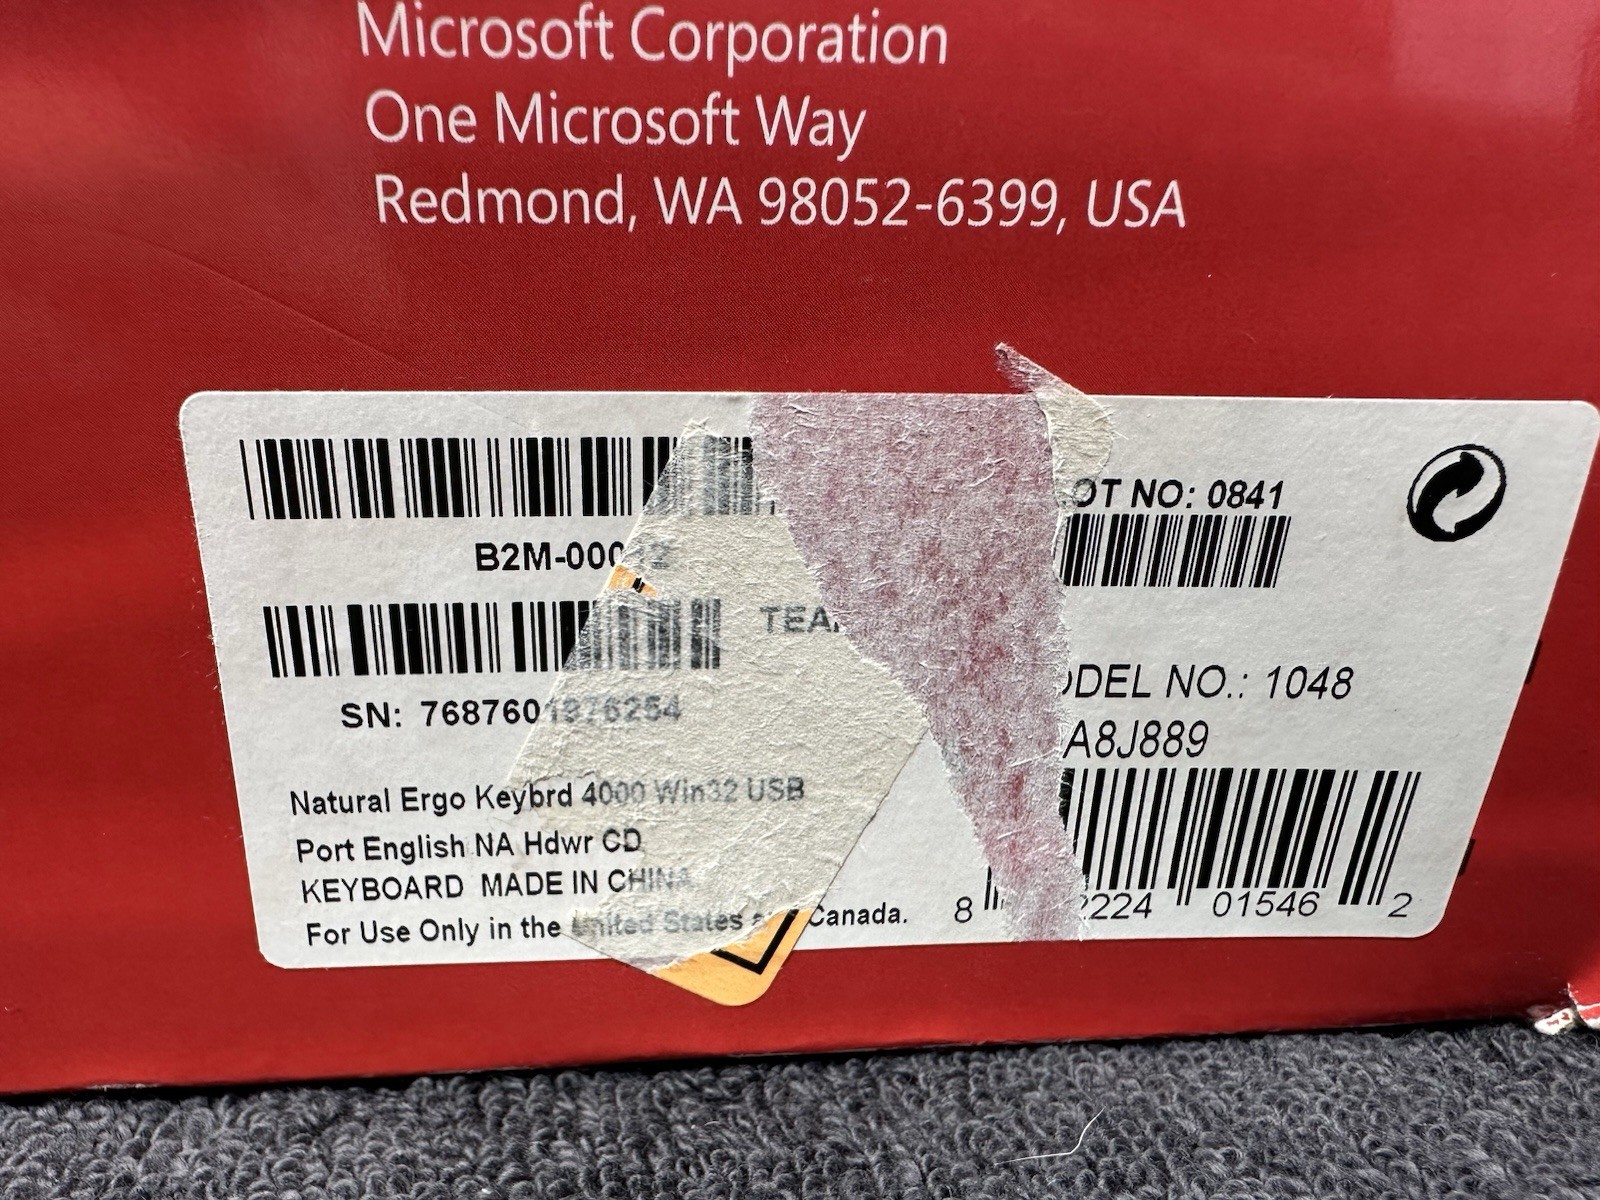 Microsoft Corporation
One Microsoft Way
Redmond, WA 98052-6399, USA
OT NO: 0841
TEA
ODEL NO.: 1048
A8J889
Natural Ergo Keybrd 4000 Win32 USB
Port English NA Hdwr CD
KEYBOARD MADE IN CHINA
For Use Only in the United States a Canada.
8 2224 01546 2
SN:
B2M-000